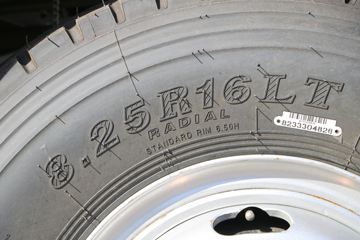 8.25R16LT
RADIAL
STANDARD RIM 6.50H
8233304826